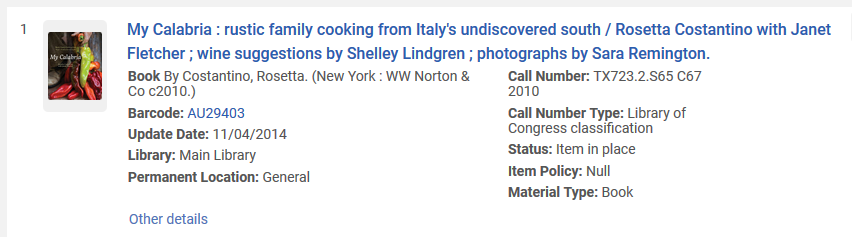 1
My Calabria : rustic family cooking from Italy's undiscovered south / Rosetta Costantino with Janet
Fletcher ; wine suggestions by Shelley Lindgren ; photographs by Sara Remington.
My Calabria
Book By Costantino, Rosetta. (New York : WW Norton &
Co c2010.)
Barcode: AU29403
Update Date: 11/04/2014
Library: Main Library
Permanent Location: General
Call Number: TX723.2.S65 C67
2010
Call Number Type: Library of
Congress classification
Status: Item in place
Item Policy: Null
Material Type: Book
Other details